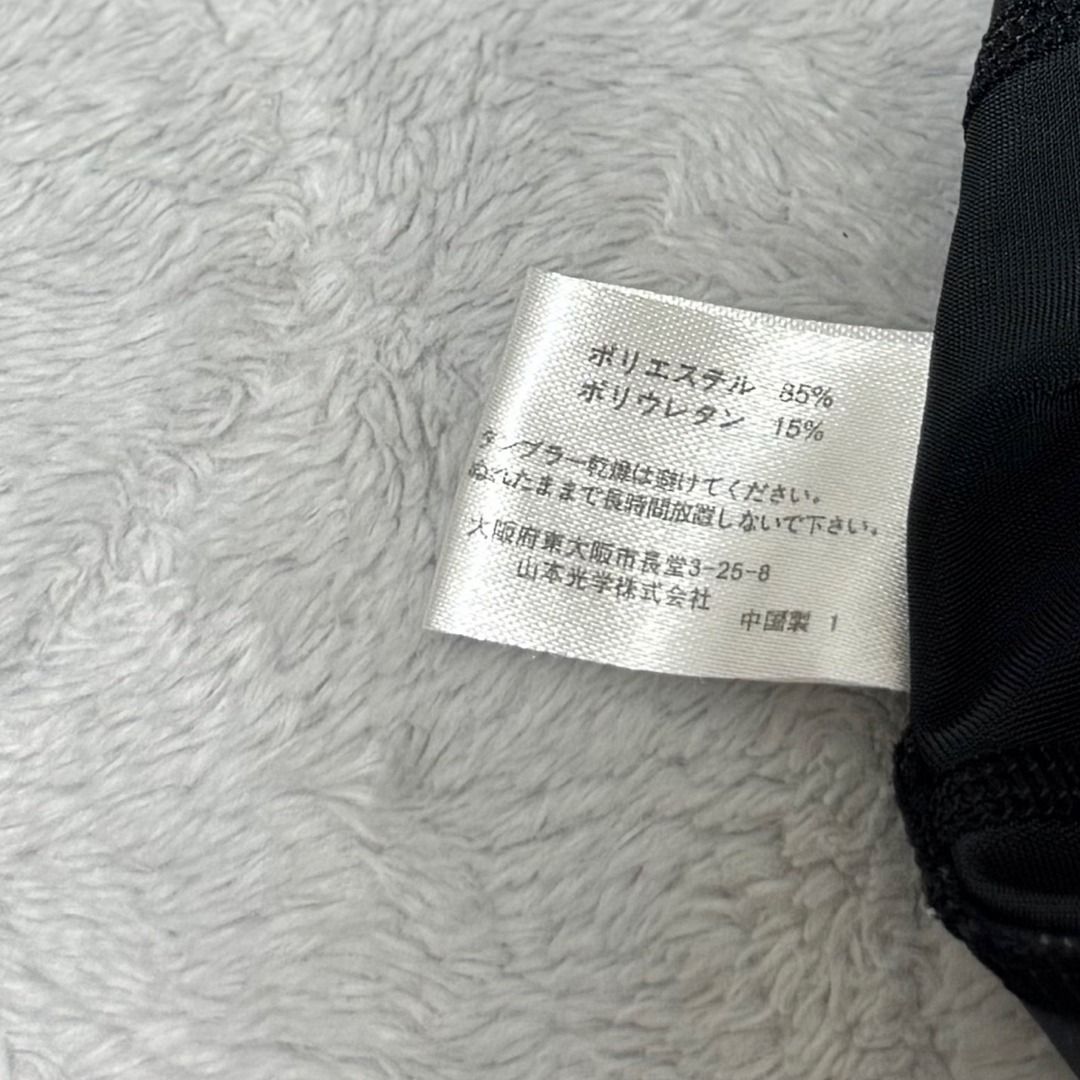 ポリエステル 85%
ポリウレタン 15%
タンブラー乾燥は避けてください。
ぬれたままで長時間放置しないで下さい。
大阪府東大阪市長堂3-25-8
山本光学株式会社
中国製 1